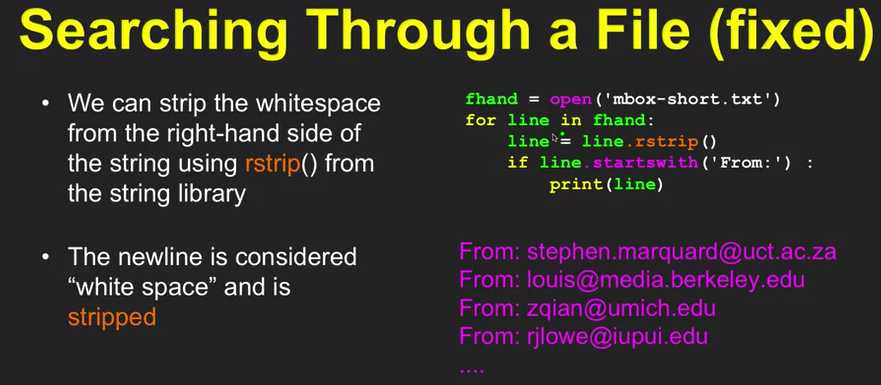 Searching Through a File (fixed)
• We can strip the whitespace
from the right-hand side of
the string using rstrip() from
the string library
• The newline is considered
“white space” and is
stripped
fhand = open('mbox-short.txt')
for line in fhand:
    line = line.rstrip()
    if line.startswith('From:') :
        print(line)
From: stephen.marquard@uct.ac.za
From: louis@media.berkeley.edu
From: zqian@umich.edu
From: rjlowe@iupui.edu
....